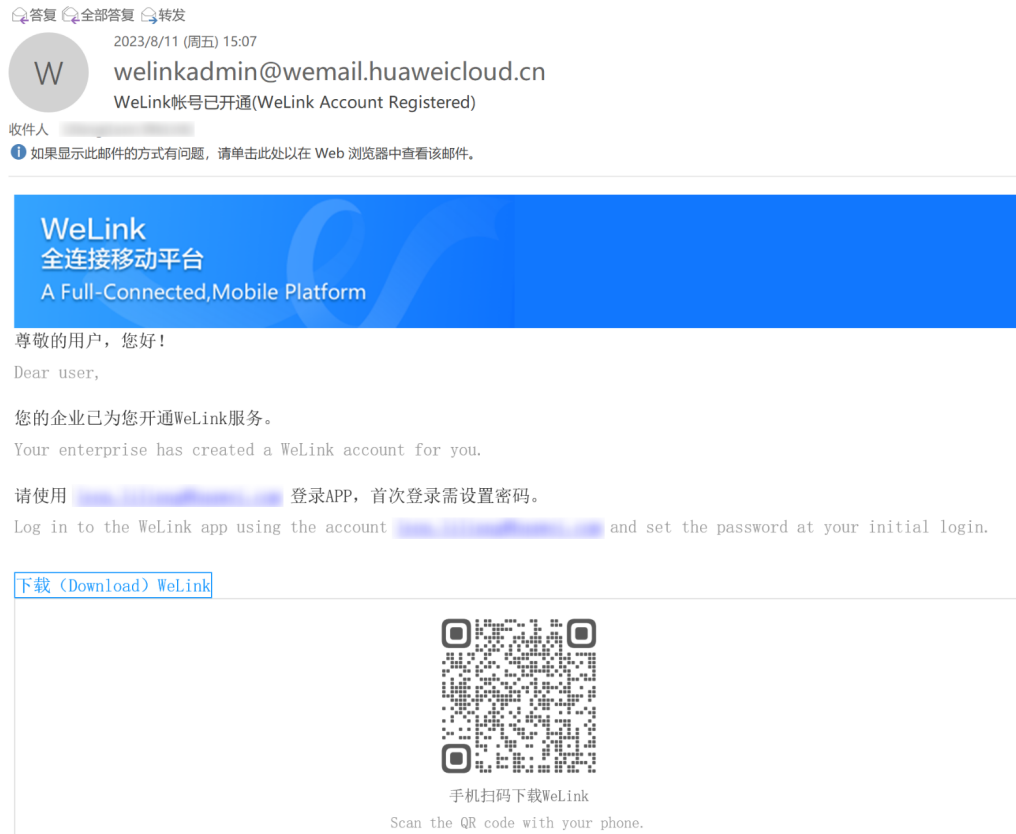 答复 全部答复 转发
W
2023/8/11 (周五) 15:07
welinkadmin@wemail.huaweicloud.cn
WeLink帐号已开通(WeLink Account Registered)
收件人
如果显示此邮件的方式有问题，请单击此处以在 Web 浏览器中查看该邮件。
WeLink
全连接移动平台
A Full-Connected,Mobile Platform
尊敬的用户，您好！
Dear user,
您的企业已为您开通WeLink服务。
Your enterprise has created a WeLink account for you.
请使用 登录APP，首次登录需设置密码。
Log in to the WeLink app using the account and set the password at your initial login.
下载（Download）WeLink
手机扫码下载WeLink
Scan the QR code with your phone.